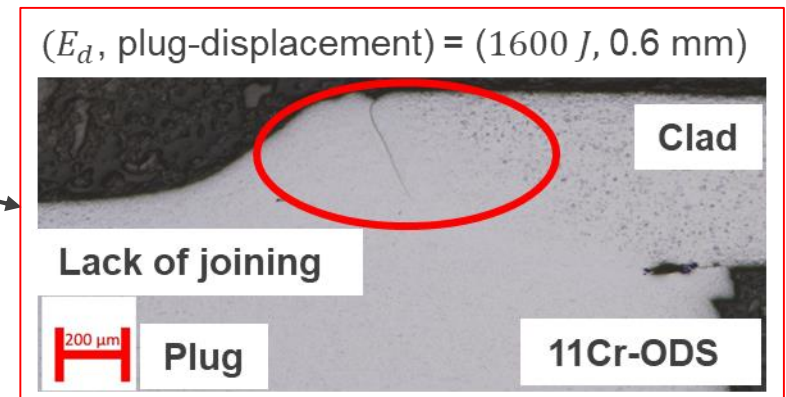 (E_d, plug-displacement) = (1600 J, 0.6 mm)
Clad
Lack of joining
200 μm
Plug
11Cr-ODS